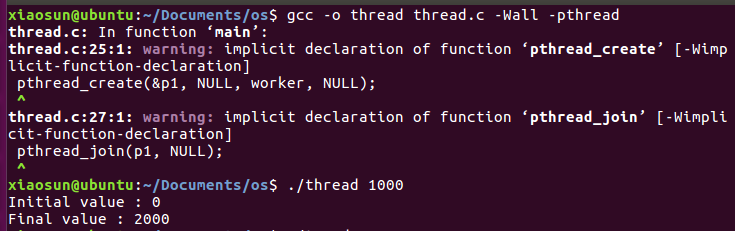 xiaosun@ubuntu:~/Documents/os$ gcc -o thread thread.c -Wall -pthread
thread.c: In function ‘main’:
thread.c:25:1: warning: implicit declaration of function ‘pthread_create’ [-Wimp
licit-function-declaration]
 pthread_create(&p1, NULL, worker, NULL);
 ^
thread.c:27:1: warning: implicit declaration of function ‘pthread_join’ [-Wimpli
cit-function-declaration]
 pthread_join(p1, NULL);
 ^
xiaosun@ubuntu:~/Documents/os$ ./thread 1000
Initial value : 0
Final value : 2000